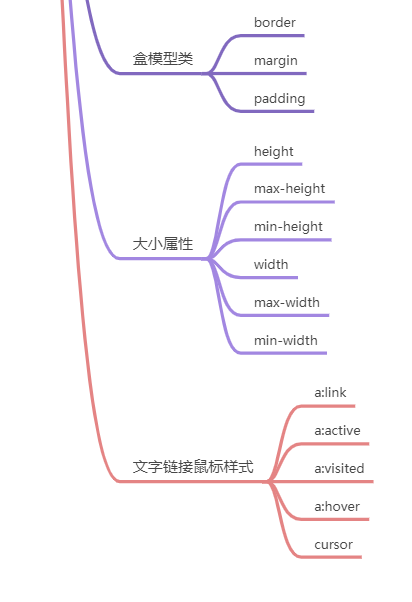 盒模型类
border
margin
padding
大小属性
height
max-height
min-height
width
max-width
min-width
文字链接鼠标样式
a:link
a:active
a:visited
a:hover
cursor